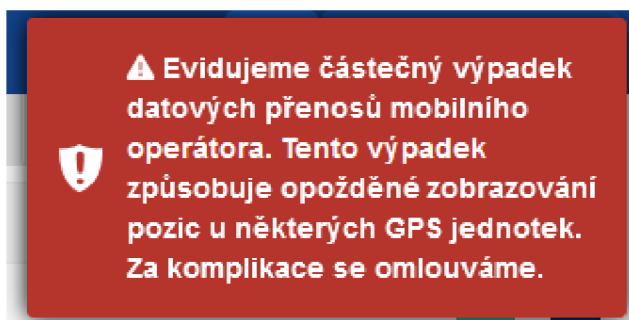 ⚠ Evidujeme částečný výpadek
datových přenosů mobilního
operátora. Tento výpadek
způsobuje opožděné zobrazování
pozic u některých GPS jednotek.
Za komplikace se omlouváme.